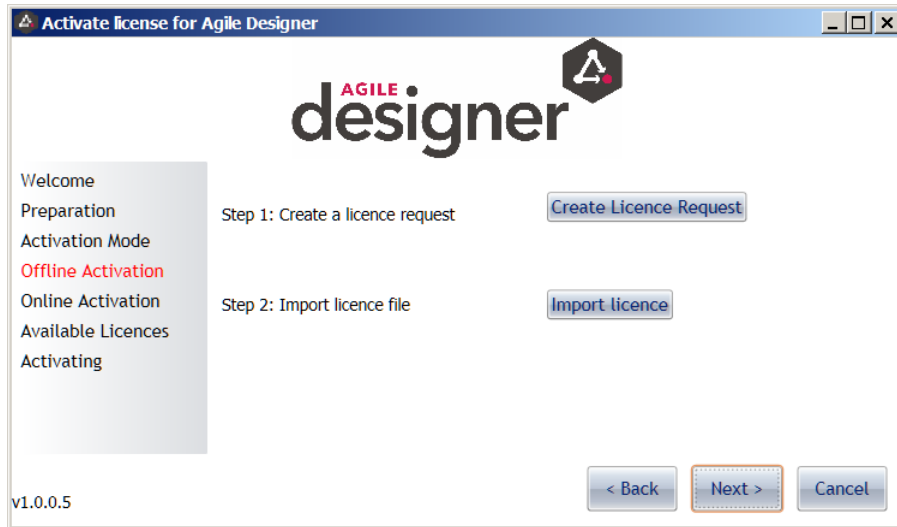 Activate license for Agile Designer
AGILE
designer
Welcome
Preparation
Activation Mode
Offline Activation
Online Activation
Available Licences
Activating
Step 1: Create a licence request
Create Licence Request
Step 2: Import licence file
Import licence
v1.0.0.5
< Back
Next >
Cancel